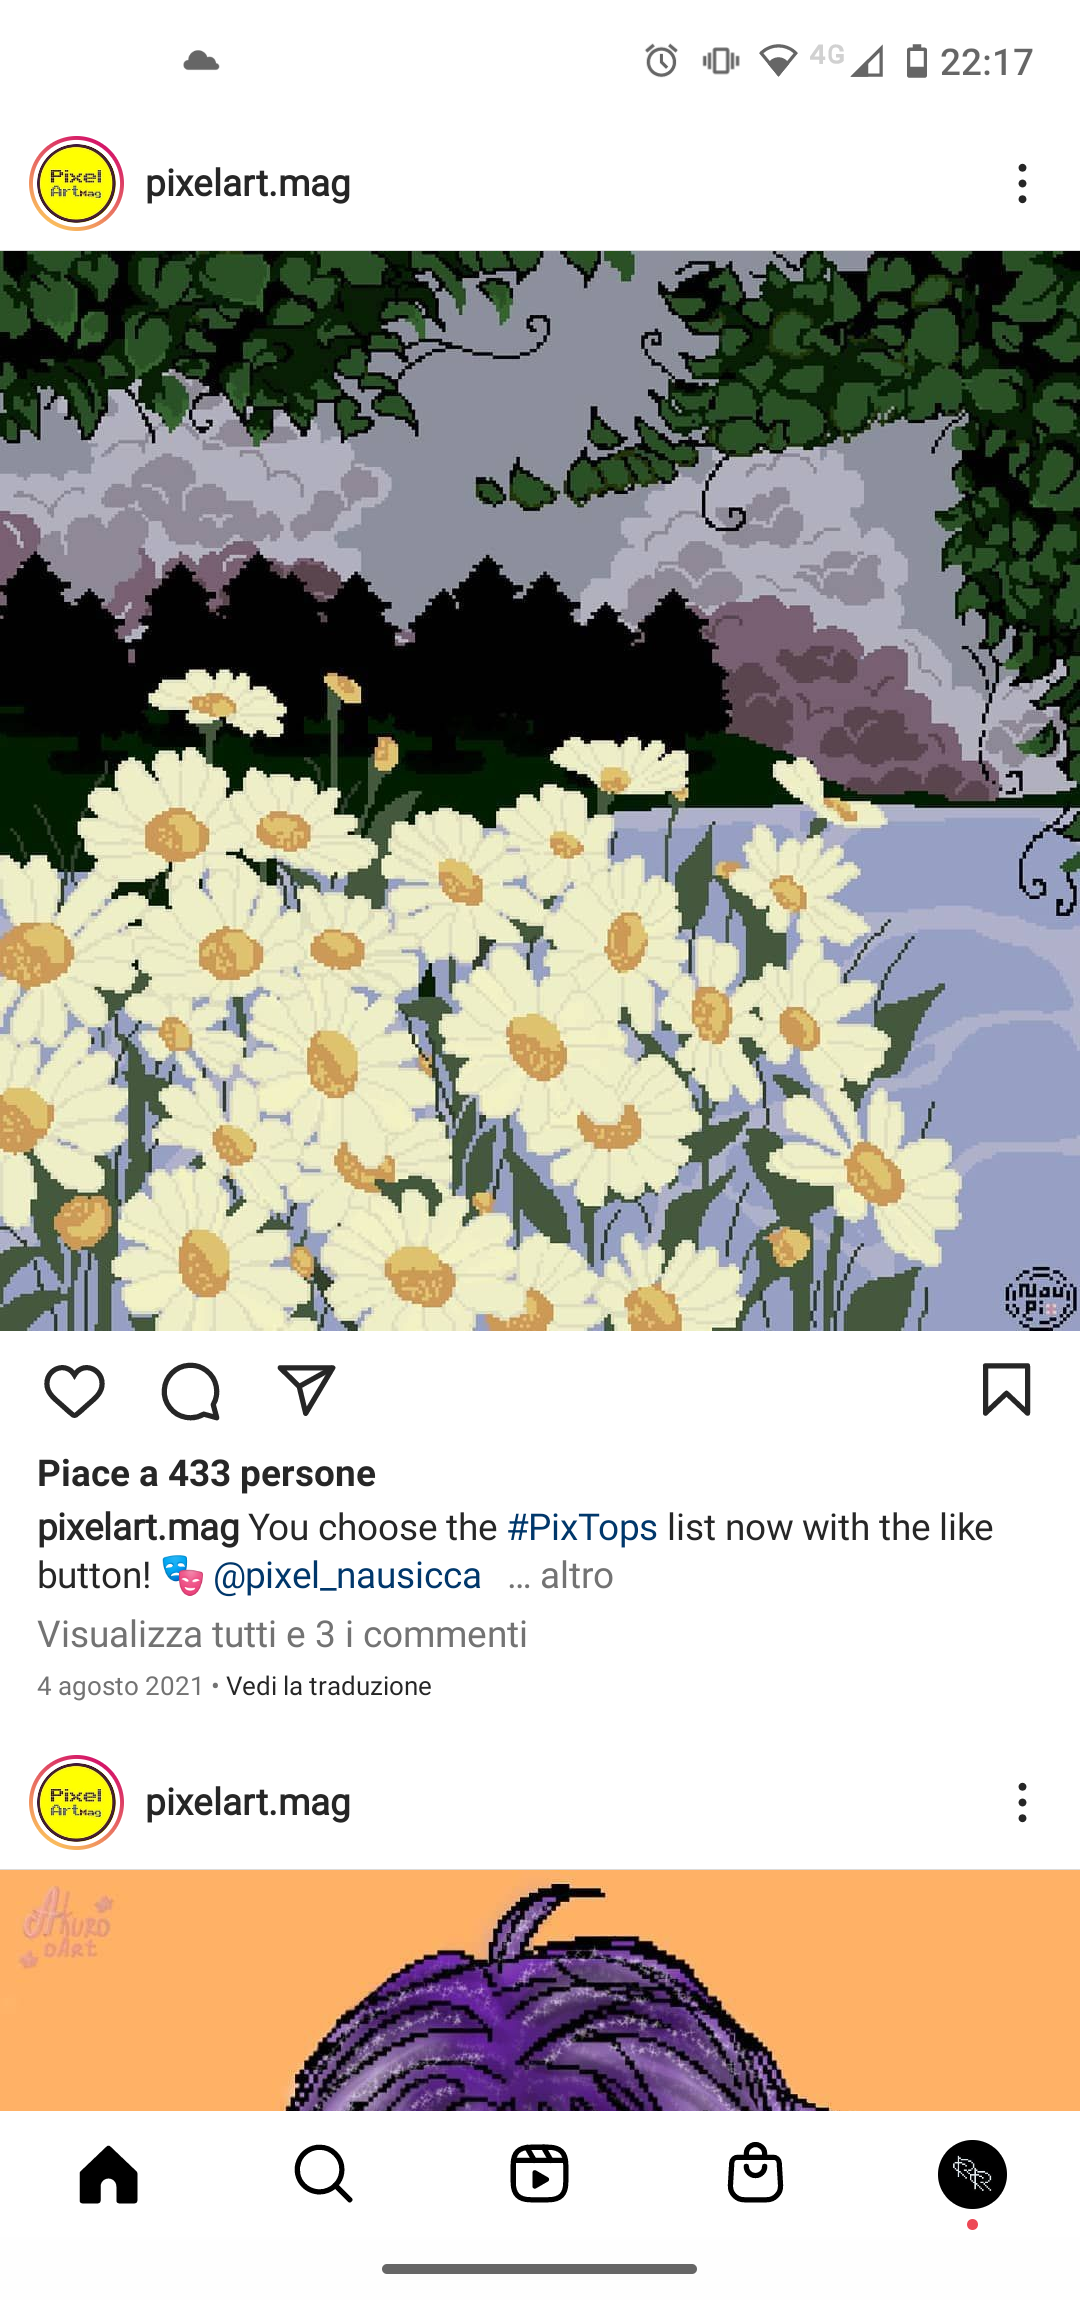 4G 22:17
Pixel
ArtMag
pixelart.mag
Nau
Pix
Piace a 433 persone
pixelart.mag You choose the #PixTops list now with the like
button! 🎭 @pixel_nausicca ... altro
Visualizza tutti e 3 i commenti
4 agosto 2021 • Vedi la traduzione
Pixel
ArtMag
pixelart.mag